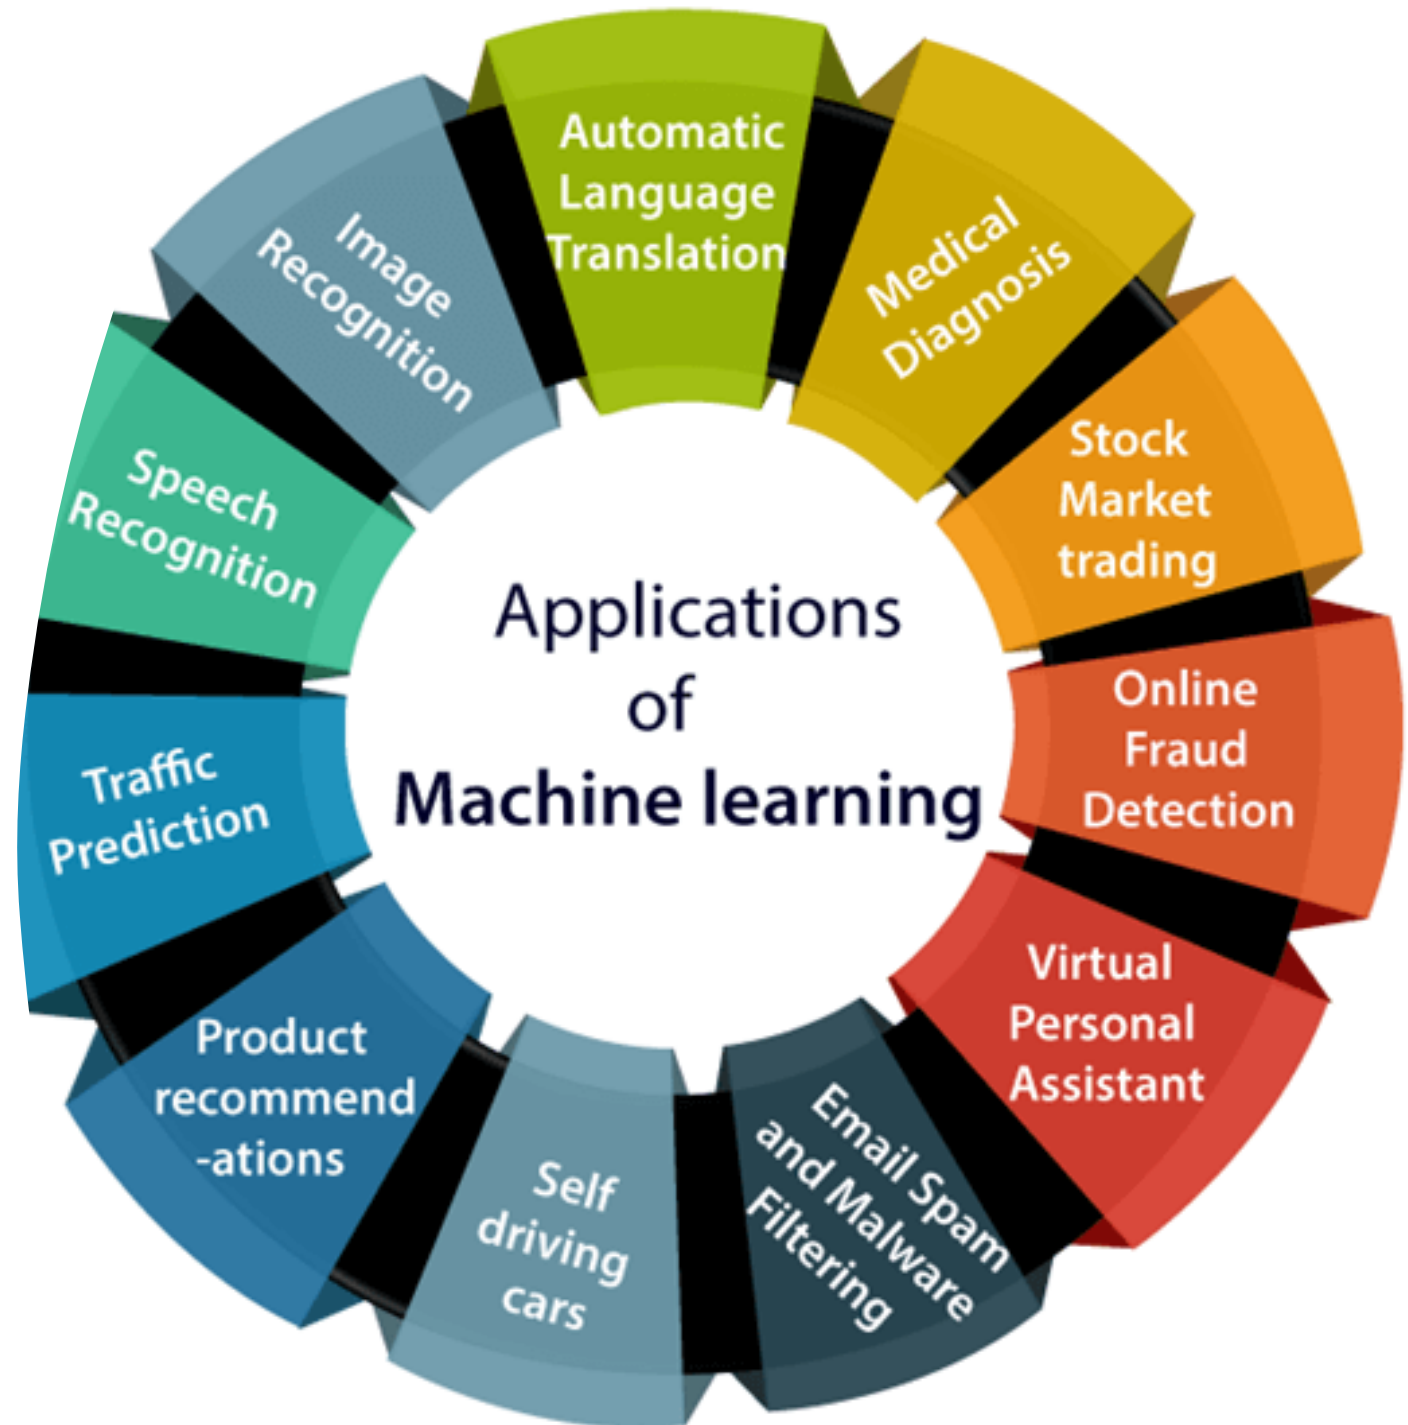 Applications
of
Machine learning
Automatic
Language
Translation
Medical
Diagnosis
Stock
Market
trading
Online
Fraud
Detection
Virtual
Personal
Assistant
Email Spam
and Malware
Filtering
Self
driving
cars
Product
recommend
-ations
Traffic
Prediction
Speech
Recognition
Image
Recognition